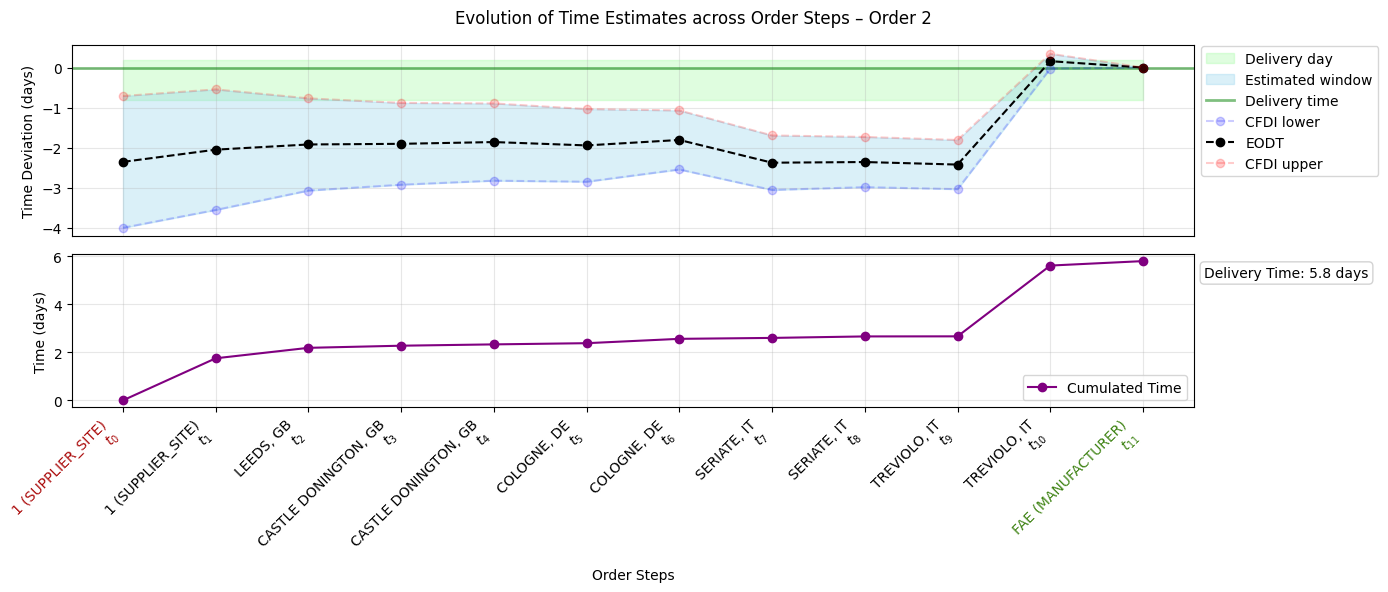 Evolution of Time Estimates across Order Steps – Order 2
Time Deviation (days)
0
−1
−2
−3
−4
Delivery day
Estimated window
Delivery time
CFDI lower
EODT
CFDI upper
Time (days)
6
4
2
0
Delivery Time: 5.8 days
Cumulated Time
1 (SUPPLIER_SITE)
t0
1 (SUPPLIER_SITE)
t1
LEEDS, GB
t2
CASTLE DONINGTON, GB
t3
CASTLE DONINGTON, GB
t4
COLOGNE, DE
t5
COLOGNE, DE
t6
SERIATE, IT
t7
SERIATE, IT
t8
TREVIOLO, IT
t9
TREVIOLO, IT
t10
FAE (MANUFACTURER)
t11
Order Steps